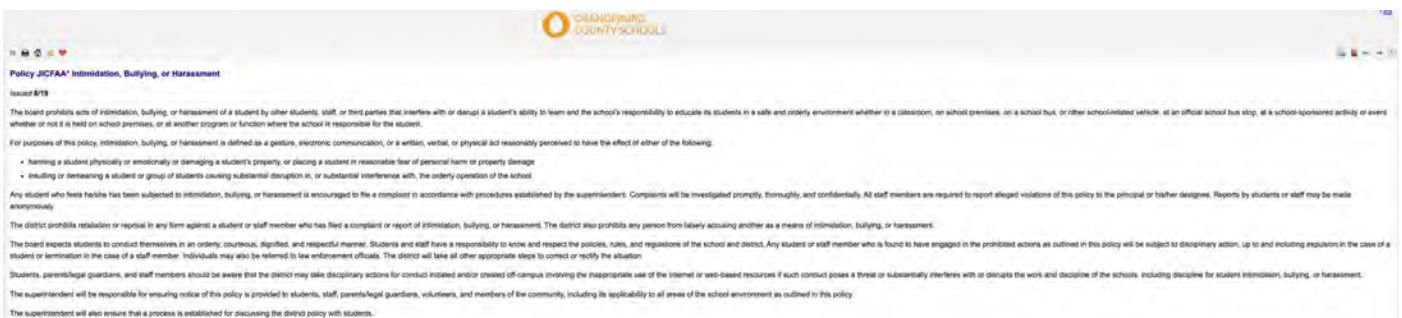 ORANGEBURG
COUNTY SCHOOLS
Policy JICFAA* Intimidation, Bullying, or Harassment
Issued 8/19
The board prohibits acts of intimidation, bullying, or harassment of a student by other students, staff, or third parties that interfere with or disrupt a student's ability to learn and the school's responsibility to educate its students in a safe and orderly environment whether in a classroom, on school premises, on a school bus, or other school-related vehicle, at an official school bus stop, at a school-sponsored activity or event
whether or not it is held on school premises, or at another program or function where the school is responsible for the student.
For purposes of this policy, intimidation, bullying, or harassment is defined as a gesture, electronic communication, or a written, verbal, or physical act reasonably perceived to have the effect of either of the following:
• harming a student physically or emotionally or damaging a student's property, or placing a student in reasonable fear of personal harm or property damage
• insulting or demeaning a student or group of students causing substantial disruption in, or substantial interference with, the orderly operation of the school
Any student who feels he/she has been subjected to intimidation, bullying, or harassment is encouraged to file a complaint in accordance with procedures established by the superintendent. Complaints will be investigated promptly, thoroughly, and confidentially. All staff members are required to report alleged violations of this policy to the principal or his/her designee. Reports by students or staff may be made
anonymously.
The district prohibits retaliation or reprisal in any form against a student or staff member who has filed a complaint or report of intimidation, bullying, or harassment. The district also prohibits any person from falsely accusing another as a means of intimidation, bullying, or harassment.
The board expects students to conduct themselves in an orderly, courteous, dignified, and respectful manner. Students and staff have a responsibility to know and respect the policies, rules, and regulations of the school and district. Any student or staff member who is found to have engaged in the prohibited actions as outlined in this policy will be subject to disciplinary action, up to and including expulsion in the case of a
student or termination in the case of a staff member. Individuals may also be referred to law enforcement officials. The district will take all other appropriate steps to correct or rectify the situation.
Students, parents/legal guardians, and staff members should be aware that the district may take disciplinary actions for conduct initiated and/or created off-campus involving the inappropriate use of the Internet or web-based resources if such conduct poses a threat or substantially interferes with or disrupts the work and discipline of the schools, including discipline for student intimidation, bullying, or harassment.
The superintendent will be responsible for ensuring notice of this policy is provided to students, staff, parents/legal guardians, volunteers, and members of the community, including its applicability to all areas of the school environment as outlined in this policy.
The superintendent will also ensure that a process is established for discussing the district policy with students.